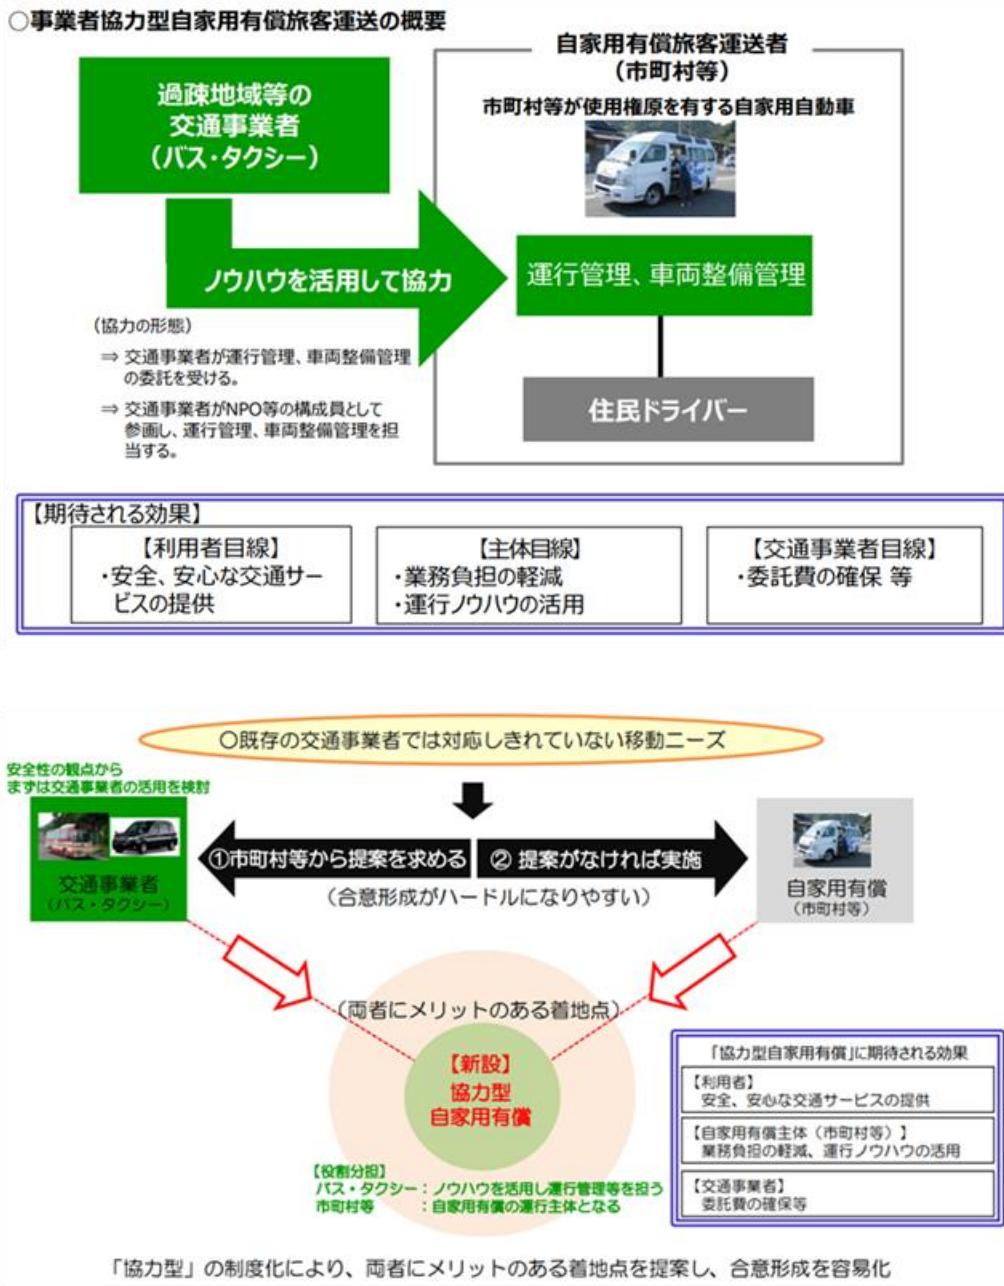 ○事業者協力型自家用有償旅客運送の概要
過疎地域等の
交通事業者
（バス・タクシー）
自家用有償旅客運送者
（市町村等）
市町村等が使用権原を有する自家用自動車
ノウハウを活用して協力
運行管理、車両整備管理
住民ドライバー
（協力の形態）
⇒ 交通事業者が運行管理、車両整備管理
の委託を受ける。
⇒ 交通事業者がNPO等の構成員として
参画し、運行管理、車両整備管理を担
当する。
【期待される効果】
【利用者目線】
・安全、安心な交通サー
ビスの提供
【主体目線】
・業務負担の軽減
・運行ノウハウの活用
【交通事業者目線】
・委託費の確保 等
○既存の交通事業者では対応しきれていない移動ニーズ
安全性の観点から
まずは交通事業者の活用を検討
交通事業者
（バス・タクシー）
①市町村等から提案を求める
② 提案がなければ実施
（合意形成がハードルになりやすい）
自家用有償
（市町村等）
（両者にメリットのある着地点）
【新設】
協力型
自家用有償
【役割分担】
バス・タクシー：ノウハウを活用し運行管理等を担う
市町村等　　　：自家用有償の運行主体となる
「協力型自家用有償」に期待される効果
【利用者】
安全、安心な交通サービスの提供
【自家用有償主体（市町村等）】
業務負担の軽減、運行ノウハウの活用
【交通事業者】
委託費の確保等
「協力型」の制度化により、両者にメリットのある着地点を提案し、合意形成を容易化